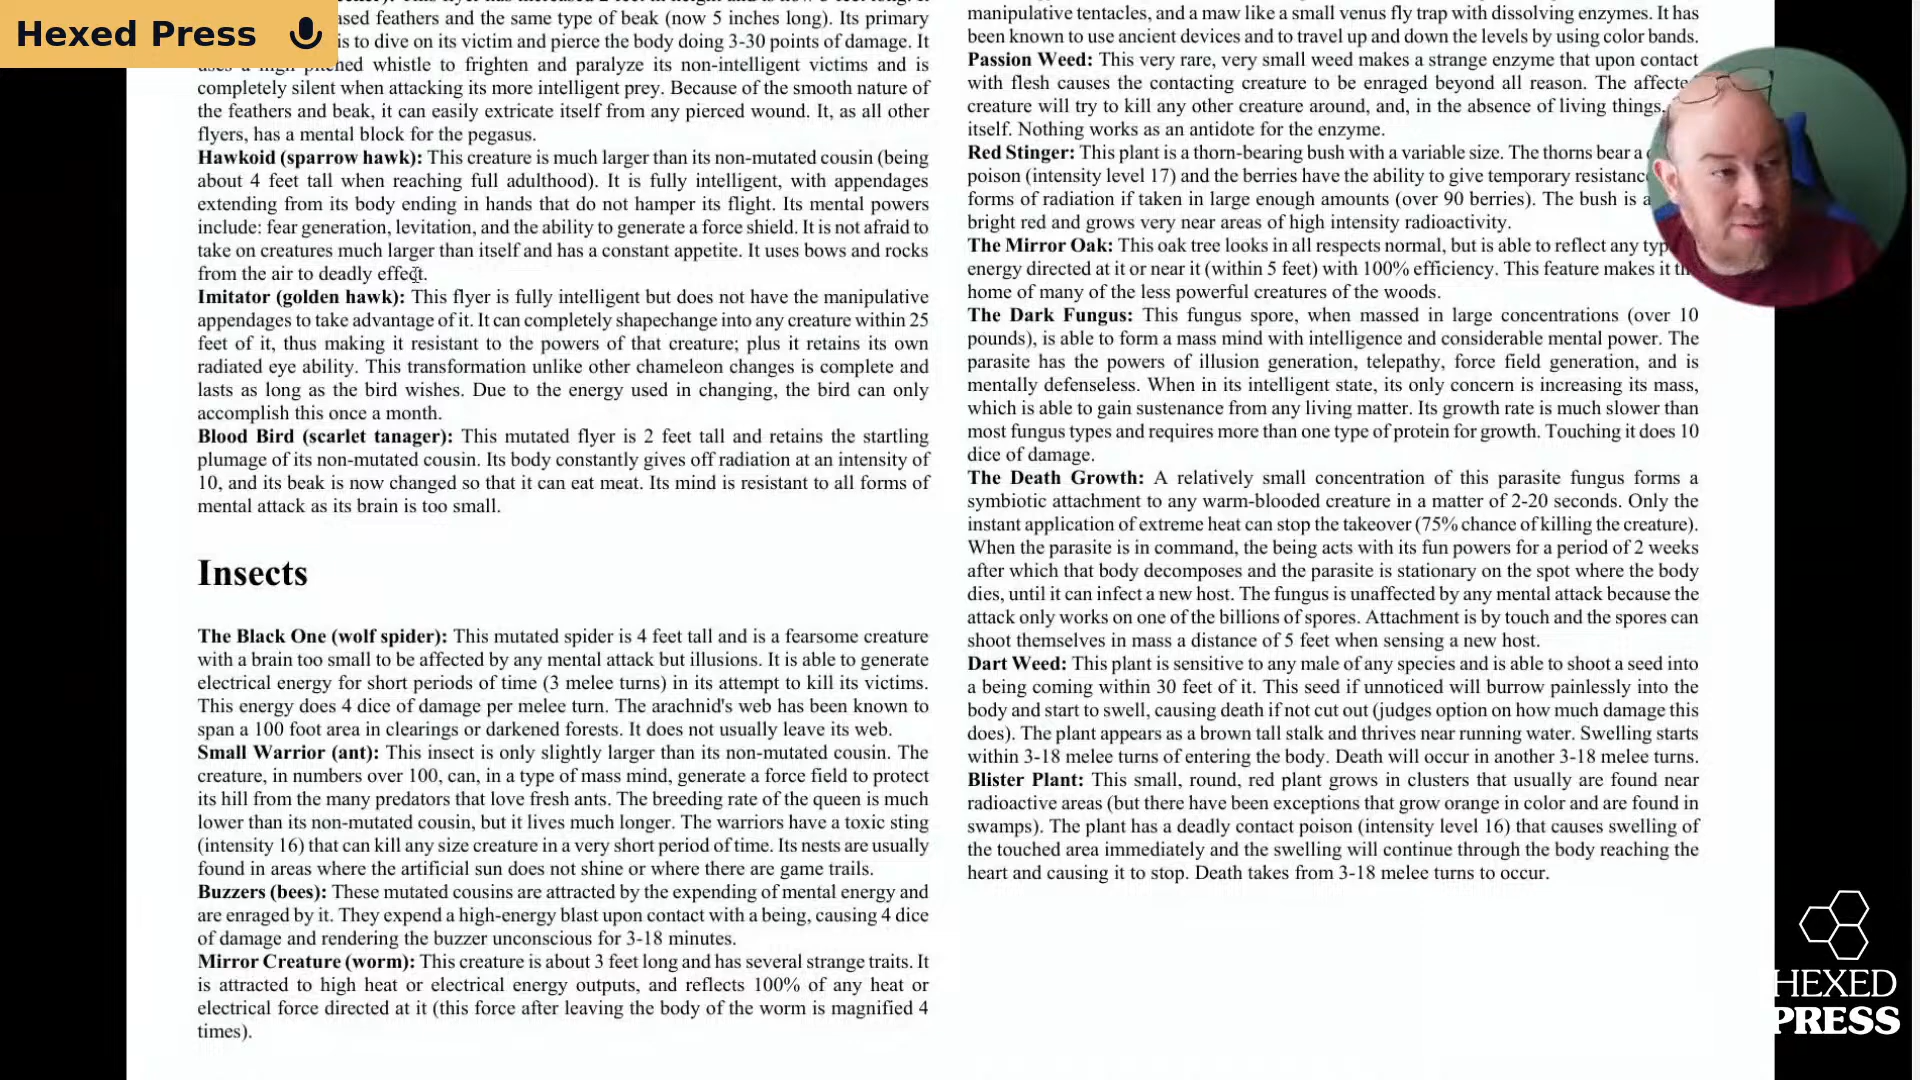 Hexed Press
ased feathers and the same type of beak (now 5 inches long). Its primary
is to dive on its victim and pierce the body doing 3-30 points of damage. It
uses a high pitched whistle to frighten and paralyze its non-intelligent victims and is
completely silent when attacking its more intelligent prey. Because of the smooth nature of
the feathers and beak, it can easily extricate itself from any pierced wound. It, as all other
flyers, has a mental block for the pegasus.
Hawkoid (sparrow hawk): This creature is much larger than its non-mutated cousin (being
about 4 feet tall when reaching full adulthood). It is fully intelligent, with appendages
extending from its body ending in hands that do not hamper its flight. Its mental powers
include: fear generation, levitation, and the ability to generate a force shield. It is not afraid to
take on creatures much larger than itself and has a constant appetite. It uses bows and rocks
from the air to deadly effect.
Imitator (golden hawk): This flyer is fully intelligent but does not have the manipulative
appendages to take advantage of it. It can completely shapechange into any creature within 25
feet of it, thus making it resistant to the powers of that creature; plus it retains its own
radiated eye ability. This transformation unlike other chameleon changes is complete and
lasts as long as the bird wishes. Due to the energy used in changing, the bird can only
accomplish this once a month.
Blood Bird (scarlet tanager): This mutated flyer is 2 feet tall and retains the startling
plumage of its non-mutated cousin. Its body constantly gives off radiation at an intensity of
10, and its beak is now changed so that it can eat meat. Its mind is resistant to all forms of
mental attack as its brain is too small.
Insects
The Black One (wolf spider): This mutated spider is 4 feet tall and is a fearsome creature
with a brain too small to be affected by any mental attack but illusions. It is able to generate
electrical energy for short periods of time (3 melee turns) in its attempt to kill its victims.
This energy does 4 dice of damage per melee turn. The arachnid's web has been known to
span a 100 foot area in clearings or darkened forests. It does not usually leave its web.
Small Warrior (ant): This insect is only slightly larger than its non-mutated cousin. The
creature, in numbers over 100, can, in a type of mass mind, generate a force field to protect
its hill from the many predators that love fresh ants. The breeding rate of the queen is much
lower than its non-mutated cousin, but it lives much longer. The warriors have a toxic sting
(intensity 16) that can kill any size creature in a very short period of time. Its nests are usually
found in areas where the artificial sun does not shine or where there are game trails.
Buzzers (bees): These mutated cousins are attracted by the expending of mental energy and
are enraged by it. They expend a high-energy blast upon contact with a being, causing 4 dice
of damage and rendering the buzzer unconscious for 3-18 minutes.
Mirror Creature (worm): This creature is about 3 feet long and has several strange traits. It
is attracted to high heat or electrical energy outputs, and reflects 100% of any heat or
electrical force directed at it (this force after leaving the body of the worm is magnified 4
times).
manipulative tentacles, and a maw like a small venus fly trap with dissolving enzymes. It has
been known to use ancient devices and to travel up and down the levels by using color bands.
Passion Weed: This very rare, very small weed makes a strange enzyme that upon contact
with flesh causes the contacting creature to be enraged beyond all reason. The affecte
creature will try to kill any other creature around, and, in the absence of living things,
itself. Nothing works as an antidote for the enzyme.
Red Stinger: This plant is a thorn-bearing bush with a variable size. The thorns bear a
poison (intensity level 17) and the berries have the ability to give temporary resistance
forms of radiation if taken in large enough amounts (over 90 berries). The bush is a
bright red and grows very near areas of high intensity radioactivity.
The Mirror Oak: This oak tree looks in all respects normal, but is able to reflect any typ
energy directed at it or near it (within 5 feet) with 100% efficiency. This feature makes it th
home of many of the less powerful creatures of the woods.
The Dark Fungus: This fungus spore, when massed in large concentrations (over 10
pounds), is able to form a mass mind with intelligence and considerable mental power. The
parasite has the powers of illusion generation, telepathy, force field generation, and is
mentally defenseless. When in its intelligent state, its only concern is increasing its mass,
which is able to gain sustenance from any living matter. Its growth rate is much slower than
most fungus types and requires more than one type of protein for growth. Touching it does 10
dice of damage.
The Death Growth: A relatively small concentration of this parasite fungus forms a
symbiotic attachment to any warm-blooded creature in a matter of 2-20 seconds. Only the
instant application of extreme heat can stop the takeover (75% chance of killing the creature).
When the parasite is in command, the being acts with its fun powers for a period of 2 weeks
after which that body decomposes and the parasite is stationary on the spot where the body
dies, until it can infect a new host. The fungus is unaffected by any mental attack because the
attack only works on one of the billions of spores. Attachment is by touch and the spores can
shoot themselves in mass a distance of 5 feet when sensing a new host.
Dart Weed: This plant is sensitive to any male of any species and is able to shoot a seed into
a being coming within 30 feet of it. This seed if unnoticed will burrow painlessly into the
body and start to swell, causing death if not cut out (judges option on how much damage this
does). The plant appears as a brown tall stalk and thrives near running water. Swelling starts
within 3-18 melee turns of entering the body. Death will occur in another 3-18 melee turns.
Blister Plant: This small, round, red plant grows in clusters that usually are found near
radioactive areas (but there have been exceptions that grow orange in color and are found in
swamps). The plant has a deadly contact poison (intensity level 16) that causes swelling of
the touched area immediately and the swelling will continue through the body reaching the
heart and causing it to stop. Death takes from 3-18 melee turns to occur.
HEXED
PRESS